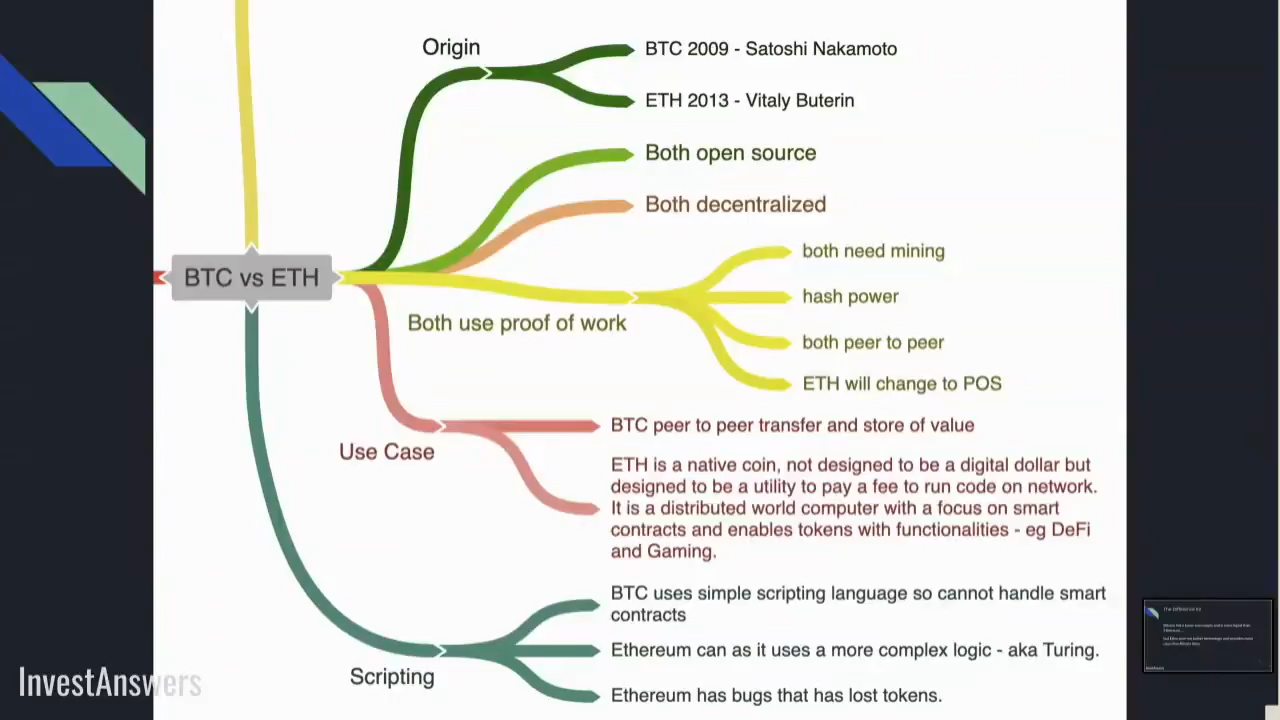 Origin
BTC 2009 - Satoshi Nakamoto
ETH 2013 - Vitaly Buterin
Both open source
Both decentralized
BTC vs ETH
Both use proof of work
both need mining
hash power
both peer to peer
ETH will change to POS
Use Case
BTC peer to peer transfer and store of value
ETH is a native coin, not designed to be a digital dollar but
designed to be a utility to pay a fee to run code on network.
It is a distributed world computer with a focus on smart
contracts and enables tokens with functionalities - eg DeFi
and Gaming.
Scripting
BTC uses simple scripting language so cannot handle smart
contracts
Ethereum can as it uses a more complex logic - aka Turing.
Ethereum has bugs that has lost tokens.
InvestAnswers